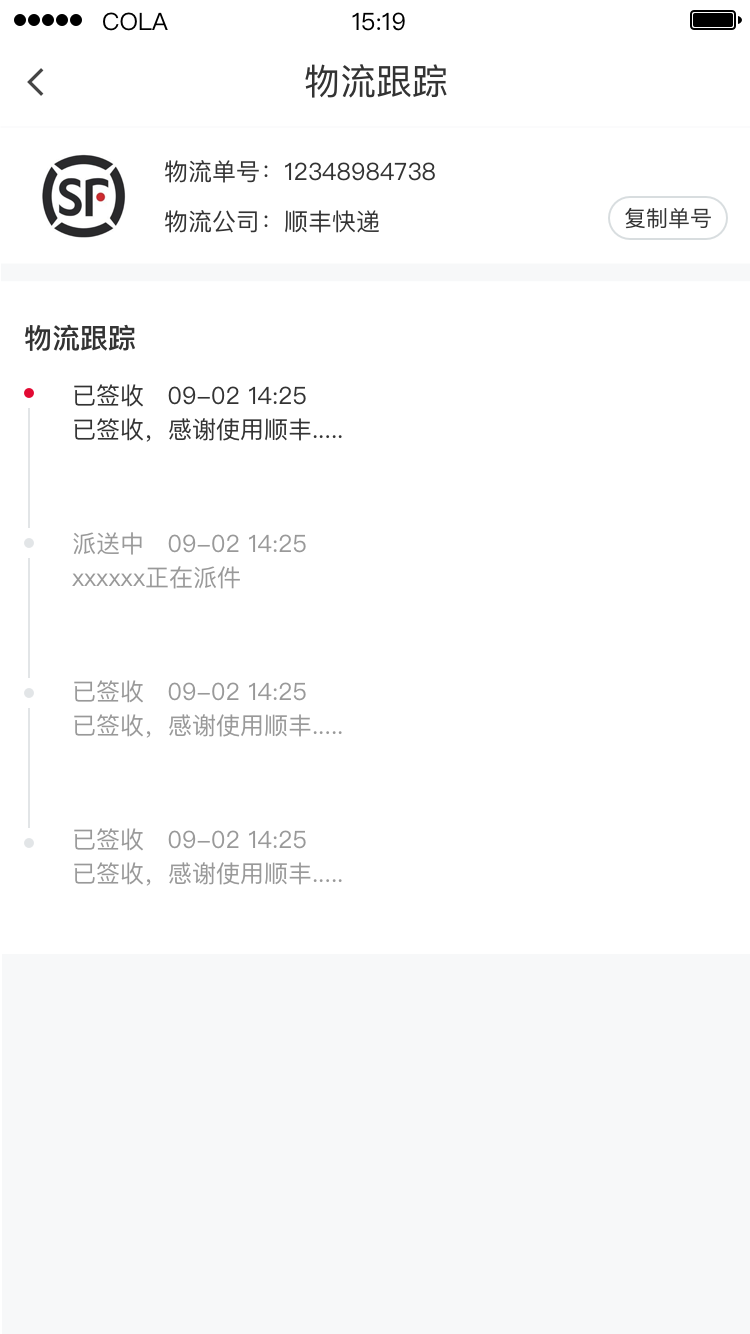 COLA 15:19
物流跟踪
SF
物流单号：12348984738
物流公司：顺丰快递
复制单号
物流跟踪
已签收 09-02 14:25
已签收，感谢使用顺丰.....
派送中 09-02 14:25
xxxxxx正在派件
已签收 09-02 14:25
已签收，感谢使用顺丰.....
已签收 09-02 14:25
已签收，感谢使用顺丰.....